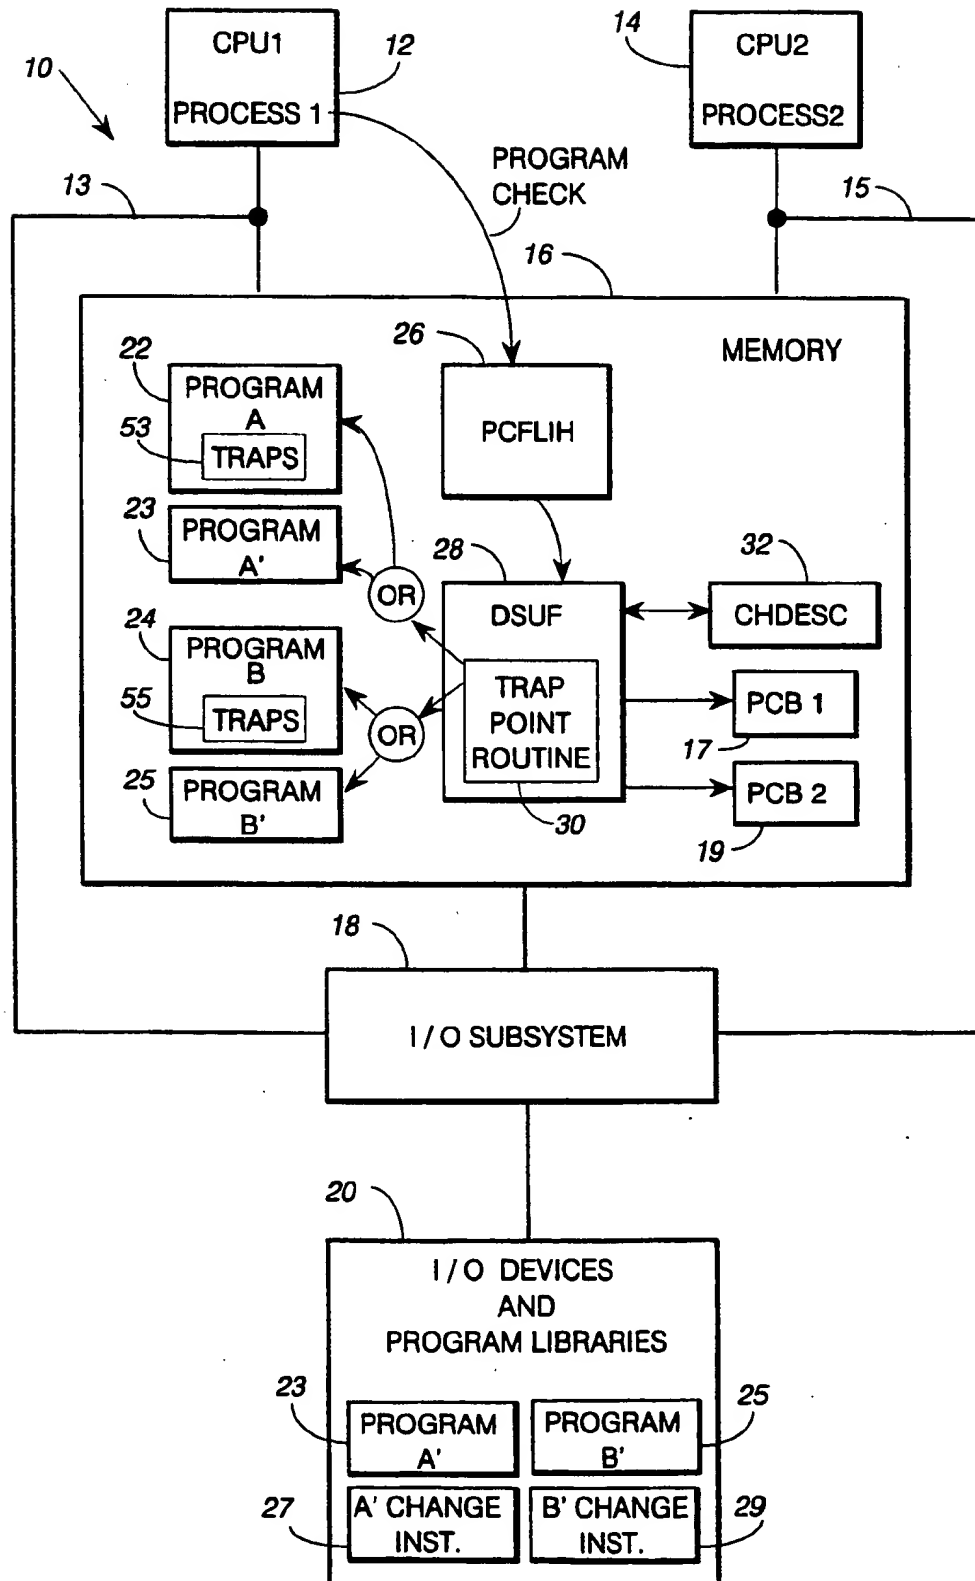 CPU1
PROCESS 1
12
14
CPU2
PROCESS2
10
PROGRAM
CHECK
13
15
16
MEMORY
22
PROGRAM
A
53
TRAPS
26
PCFLIH
23
PROGRAM
A'
OR
28
DSUF
32
CHDESC
24
PROGRAM
B
55
TRAPS
OR
TRAP
POINT
ROUTINE
30
PCB 1
17
25
PROGRAM
B'
PCB 2
19
18
I / O SUBSYSTEM
20
I / O DEVICES
AND
PROGRAM LIBRARIES
23
PROGRAM
A'
PROGRAM
B'
25
27
A' CHANGE
INST.
B' CHANGE
INST.
29